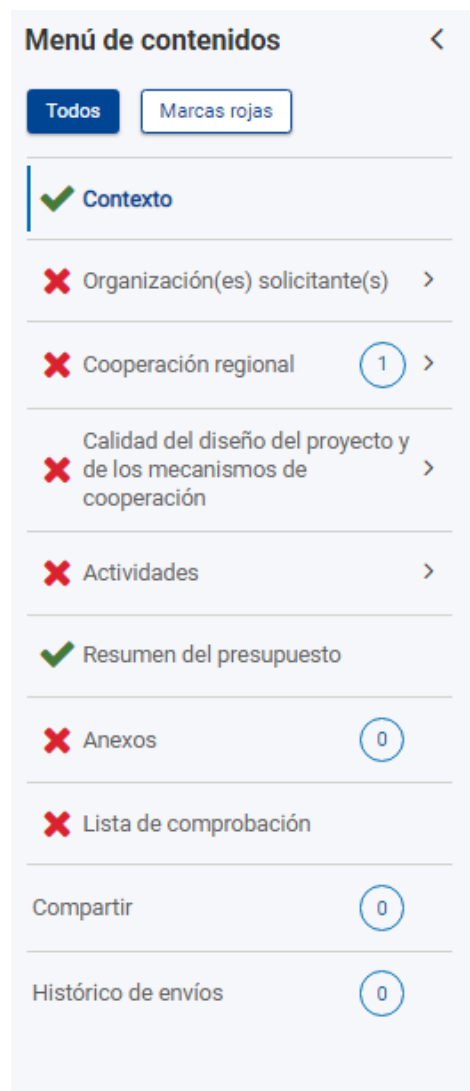 Menú de contenidos
Todos
Marcas rojas
Contexto
Organización(es) solicitante(s)
Cooperación regional
1
Calidad del diseño del proyecto y
de los mecanismos de
cooperación
Actividades
Resumen del presupuesto
Anexos
0
Lista de comprobación
Compartir
0
Histórico de envíos
0